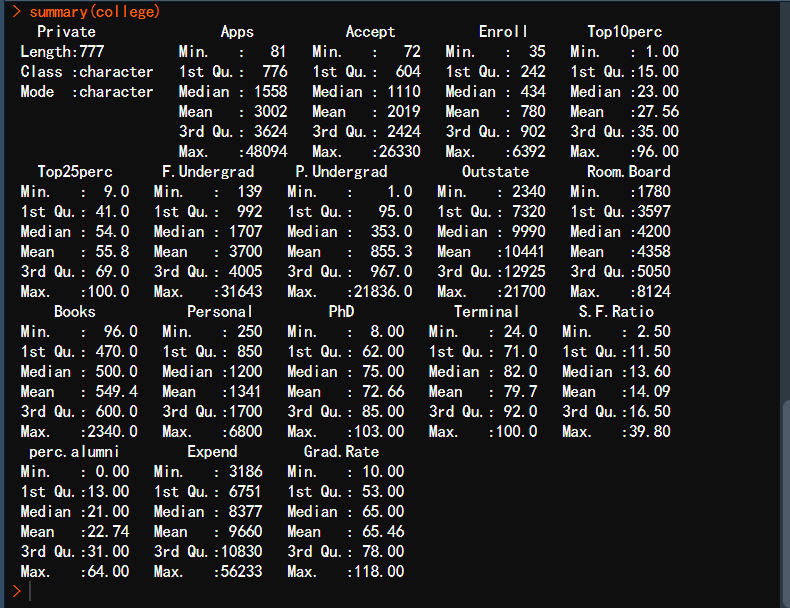 > summary(college)
   Private               Apps           Accept          Enroll       Top10perc
 Length:777         Min.   :   81   Min.   :   72   Min.   :  35   Min.   : 1.00
 Class :character   1st Qu.:  776   1st Qu.:  604   1st Qu.: 242   1st Qu.:15.00
 Mode  :character   Median : 1558   Median : 1110   Median : 434   Median :23.00
                    Mean   : 3002   Mean   : 2019   Mean   : 780   Mean   :27.56
                    3rd Qu.: 3624   3rd Qu.: 2424   3rd Qu.: 902   3rd Qu.:35.00
                    Max.   :48094   Max.   :26330   Max.   :6392   Max.   :96.00
   Top25perc      F.Undergrad     P.Undergrad         Outstate       Room.Board
 Min.   :  9.0   Min.   :  139   Min.   :    1.0   Min.   : 2340   Min.   :1780
 1st Qu.: 41.0   1st Qu.:  992   1st Qu.:   95.0   1st Qu.: 7320   1st Qu.:3597
 Median : 54.0   Median : 1707   Median :  353.0   Median : 9990   Median :4200
 Mean   : 55.8   Mean   : 3700   Mean   :  855.3   Mean   :10441   Mean   :4358
 3rd Qu.: 69.0   3rd Qu.: 4005   3rd Qu.:  967.0   3rd Qu.:12925   3rd Qu.:5050
 Max.   :100.0   Max.   :31643   Max.   :21836.0   Max.   :21700   Max.   :8124
     Books           Personal         PhD            Terminal       S.F.Ratio
 Min.   :  96.0   Min.   : 250   Min.   :  8.00   Min.   : 24.0   Min.   : 2.50
 1st Qu.: 470.0   1st Qu.: 850   1st Qu.: 62.00   1st Qu.: 71.0   1st Qu.:11.50
 Median : 500.0   Median :1200   Median : 75.00   Median : 82.0   Median :13.60
 Mean   : 549.4   Mean   :1341   Mean   : 72.66   Mean   : 79.7   Mean   :14.09
 3rd Qu.: 600.0   3rd Qu.:1700   3rd Qu.: 85.00   3rd Qu.: 92.0   3rd Qu.:16.50
 Max.   :2340.0   Max.   :6800   Max.   :103.00   Max.   :100.0   Max.   :39.80
  perc.alumni        Expend        Grad.Rate
 Min.   : 0.00   Min.   : 3186   Min.   : 10.00
 1st Qu.:13.00   1st Qu.: 6751   1st Qu.: 53.00
 Median :21.00   Median : 8377   Median : 65.00
 Mean   :22.74   Mean   : 9660   Mean   : 65.46
 3rd Qu.:31.00   3rd Qu.:10830   3rd Qu.: 78.00
 Max.   :64.00   Max.   :56233   Max.   :118.00
>